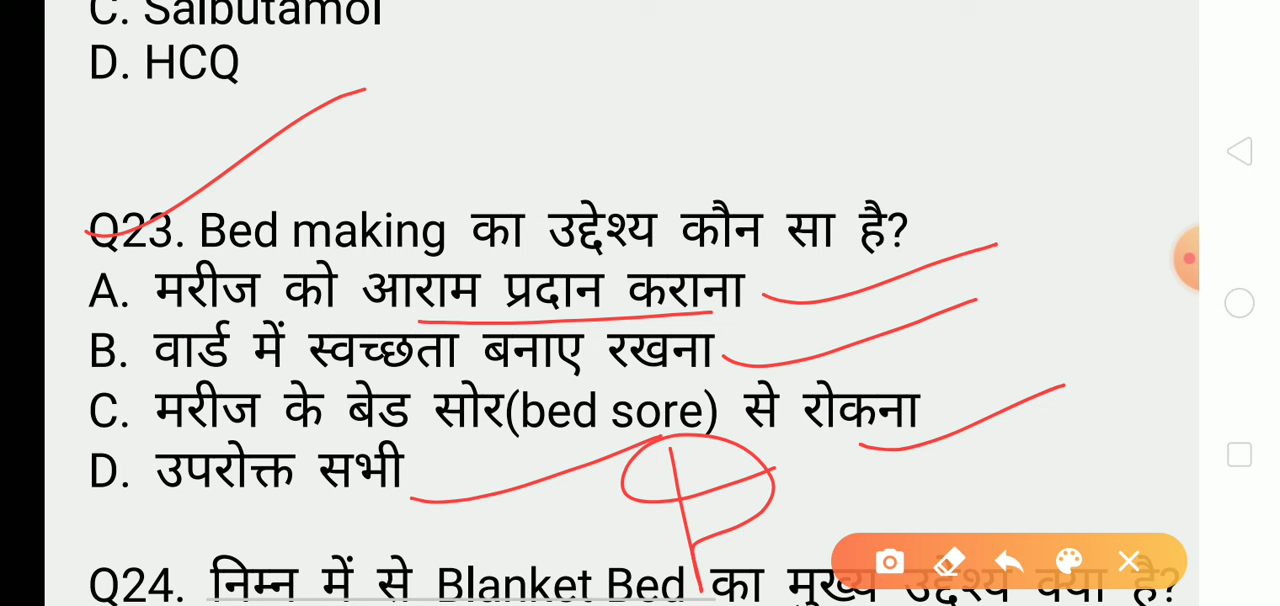 C. Salbutamol
D. HCQ
Q23. Bed making का उद्देश्य कौन सा है?
A. मरीज को आराम प्रदान कराना
B. वार्ड में स्वच्छता बनाए रखना
C. मरीज के बेड सोर(bed sore) से रोकना
D. उपरोक्त सभी
Q24. निम्न में से Blanket Bed का मुख्य उद्देश्य क्या है?